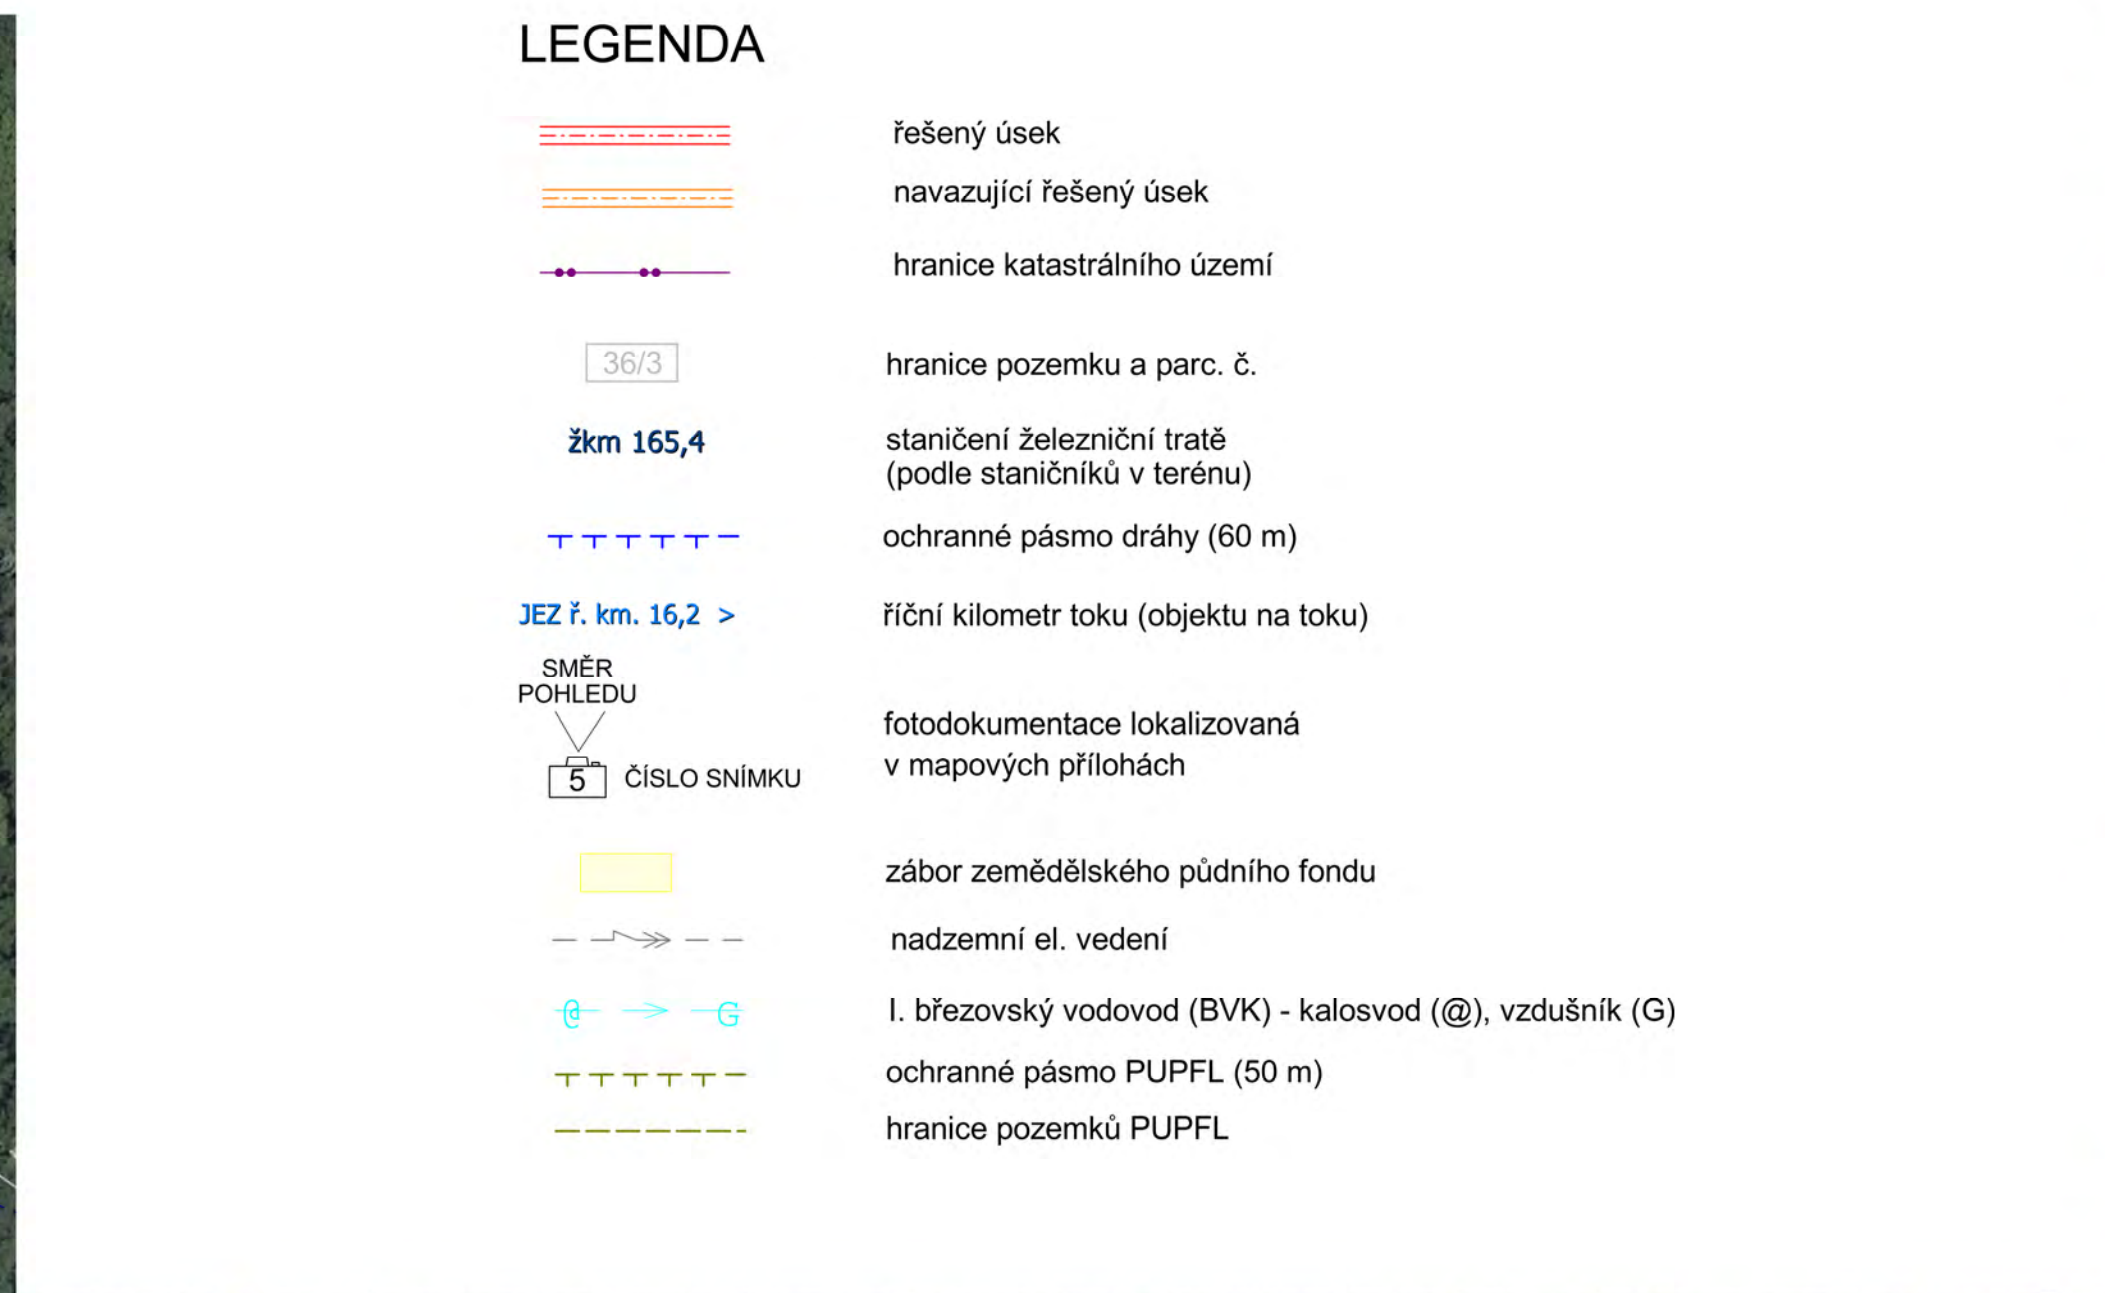 LEGENDA
řešený úsek
navazující řešený úsek
hranice katastrálního území
36/3 hranice pozemku a parc. č.
žkm 165,4 staničení železniční tratě
(podle staničníků v terénu)
ochranné pásmo dráhy (60 m)
JEZ ř. km. 16,2 > říční kilometr toku (objektu na toku)
SMĚR
POHLEDU
fotodokumentace lokalizovaná
v mapových přílohách
5 ČÍSLO SNÍMKU
zábor zemědělského půdního fondu
nadzemní el. vedení
@ G I. březovský vodovod (BVK) - kalosvod (@), vzdušník (G)
ochranné pásmo PUPFL (50 m)
hranice pozemků PUPFL